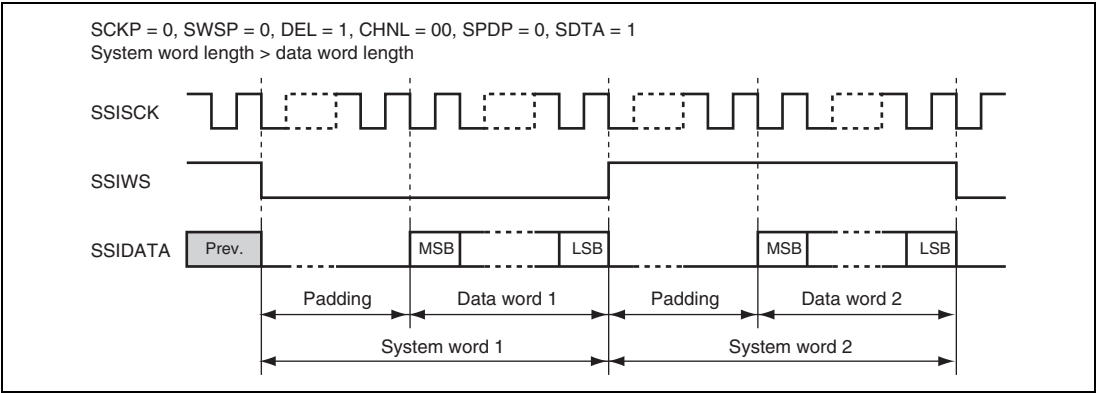 SCKP = 0, SWSP = 0, DEL = 1, CHNL = 00, SPDP = 0, SDTA = 1
System word length > data word length
SSISCK
SSIWS
SSIDATA Prev. MSB LSB MSB LSB
Padding Data word 1 Padding Data word 2
System word 1 System word 2